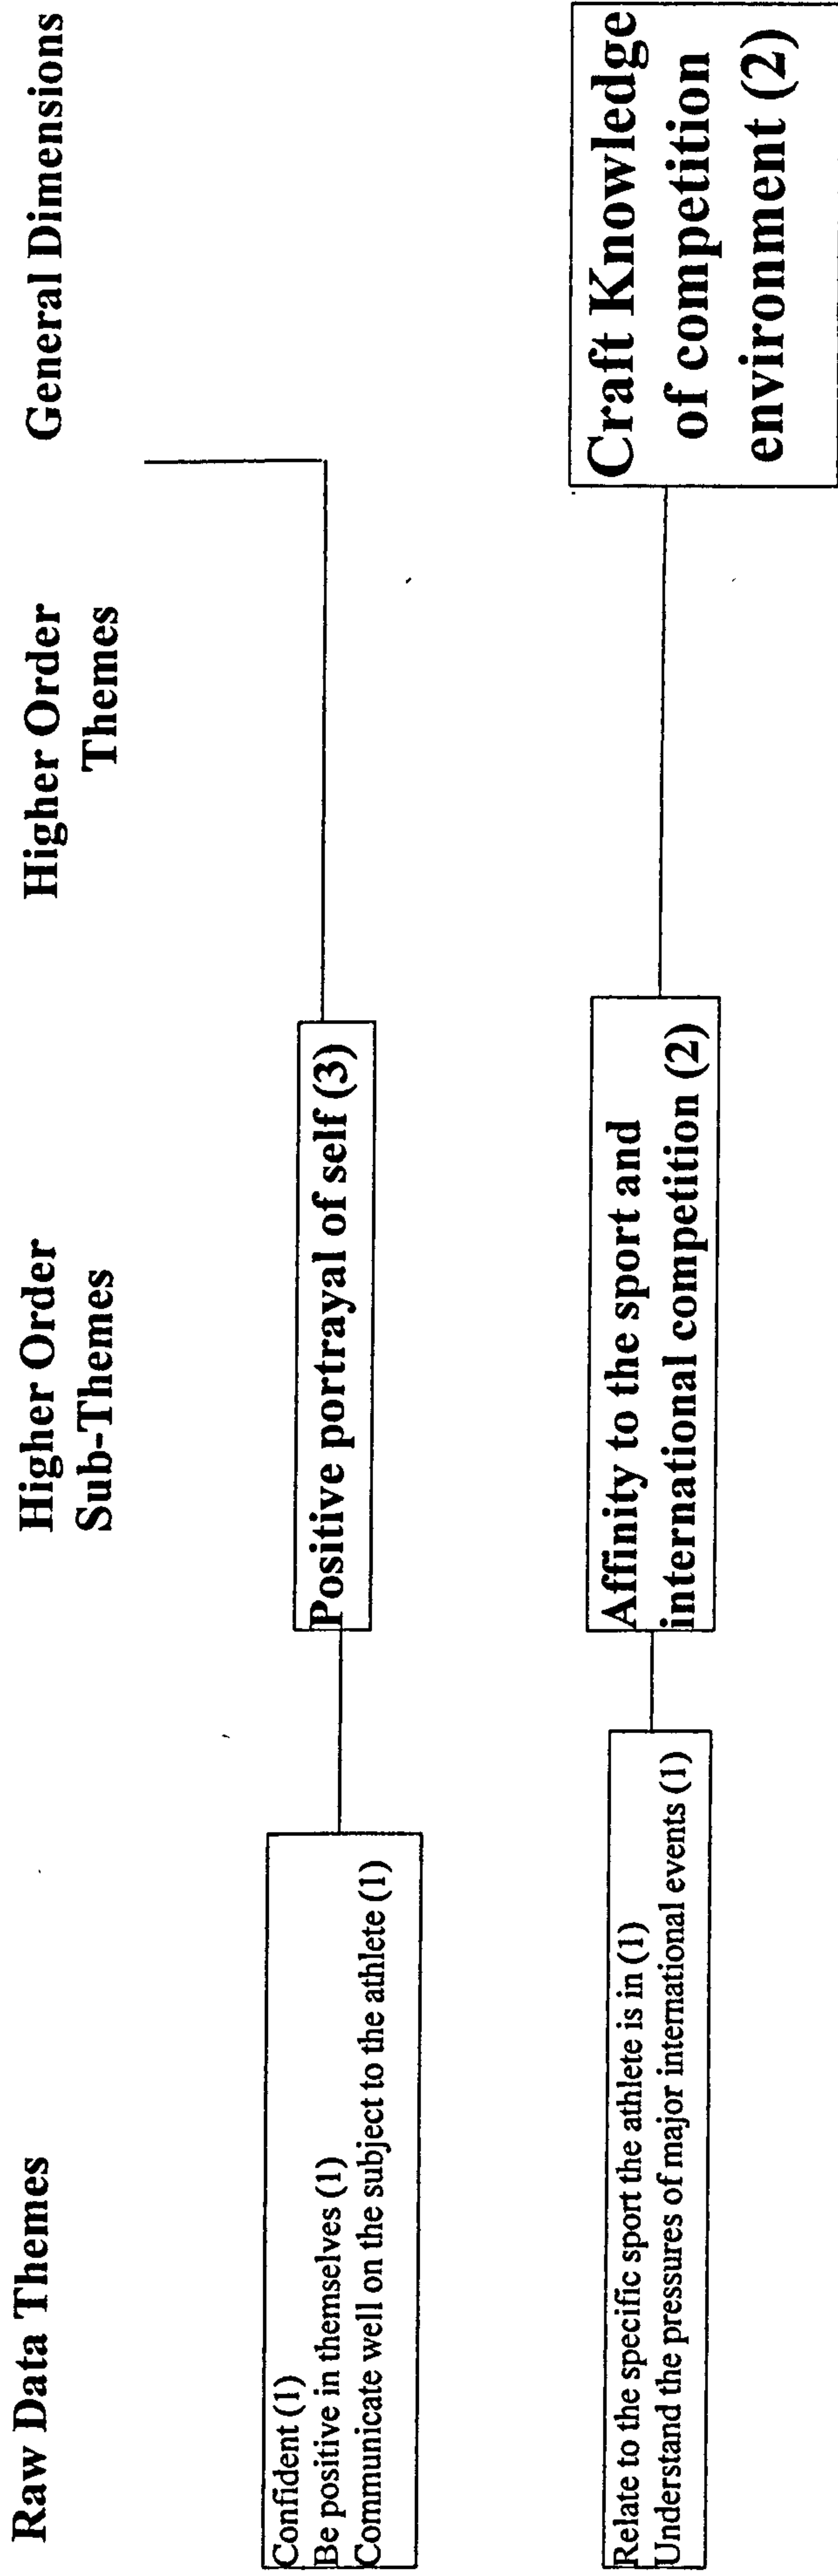 Raw Data Themes
Higher Order
Sub-Themes
Higher Order
Themes
General Dimensions
Confident (1)
Be positive in themselves (1)
Communicate well on the subject to the athlete (1)
Positive portrayal of self (3)
Relate to the specific sport the athlete is in (1)
Understand the pressures of major international events (1)
Affinity to the sport and
international competition (2)
Craft Knowledge
of competition
environment (2)